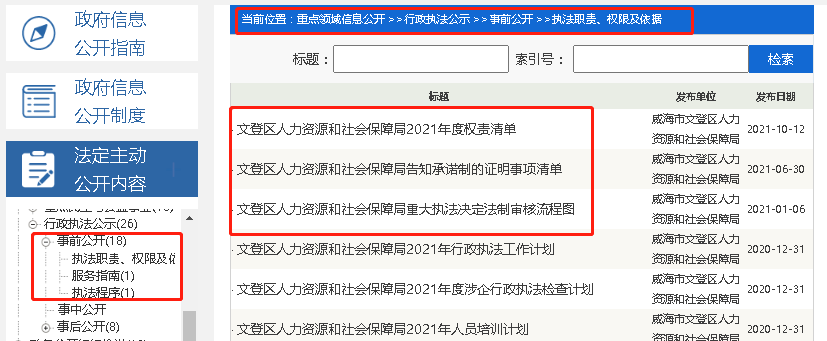 政府信息
公开指南
政府信息
公开制度
法定主动
公开内容
行政执法公示(26)
事前公开(18)
执法职责、权限及依
服务指南(1)
执法程序(1)
事中公开
事后公开(8)
当前位置：重点领域信息公开 >> 行政执法公示 >> 事前公开 >> 执法职责、权限及依据
标题： 索引号： 检索
标题 发布单位 发布日期
文登区人力资源和社会保障局2021年度权责清单 威海市文登区人力资源和社会保障局 2021-10-12
文登区人力资源和社会保障局告知承诺制的证明事项清单 威海市文登区人力资源和社会保障局 2021-06-30
文登区人力资源和社会保障局重大执法决定法制审核流程图 威海市文登区人力资源和社会保障局 2021-01-06
文登区人力资源和社会保障局2021年行政执法工作计划 威海市文登区人力资源和社会保障局 2020-12-31
文登区人力资源和社会保障局2021年度涉企行政执法检查计划 威海市文登区人力资源和社会保障局 2020-12-31
文登区人力资源和社会保障局2021年人员培训计划 威海市文登区人力资源和社会保障局 2020-12-31